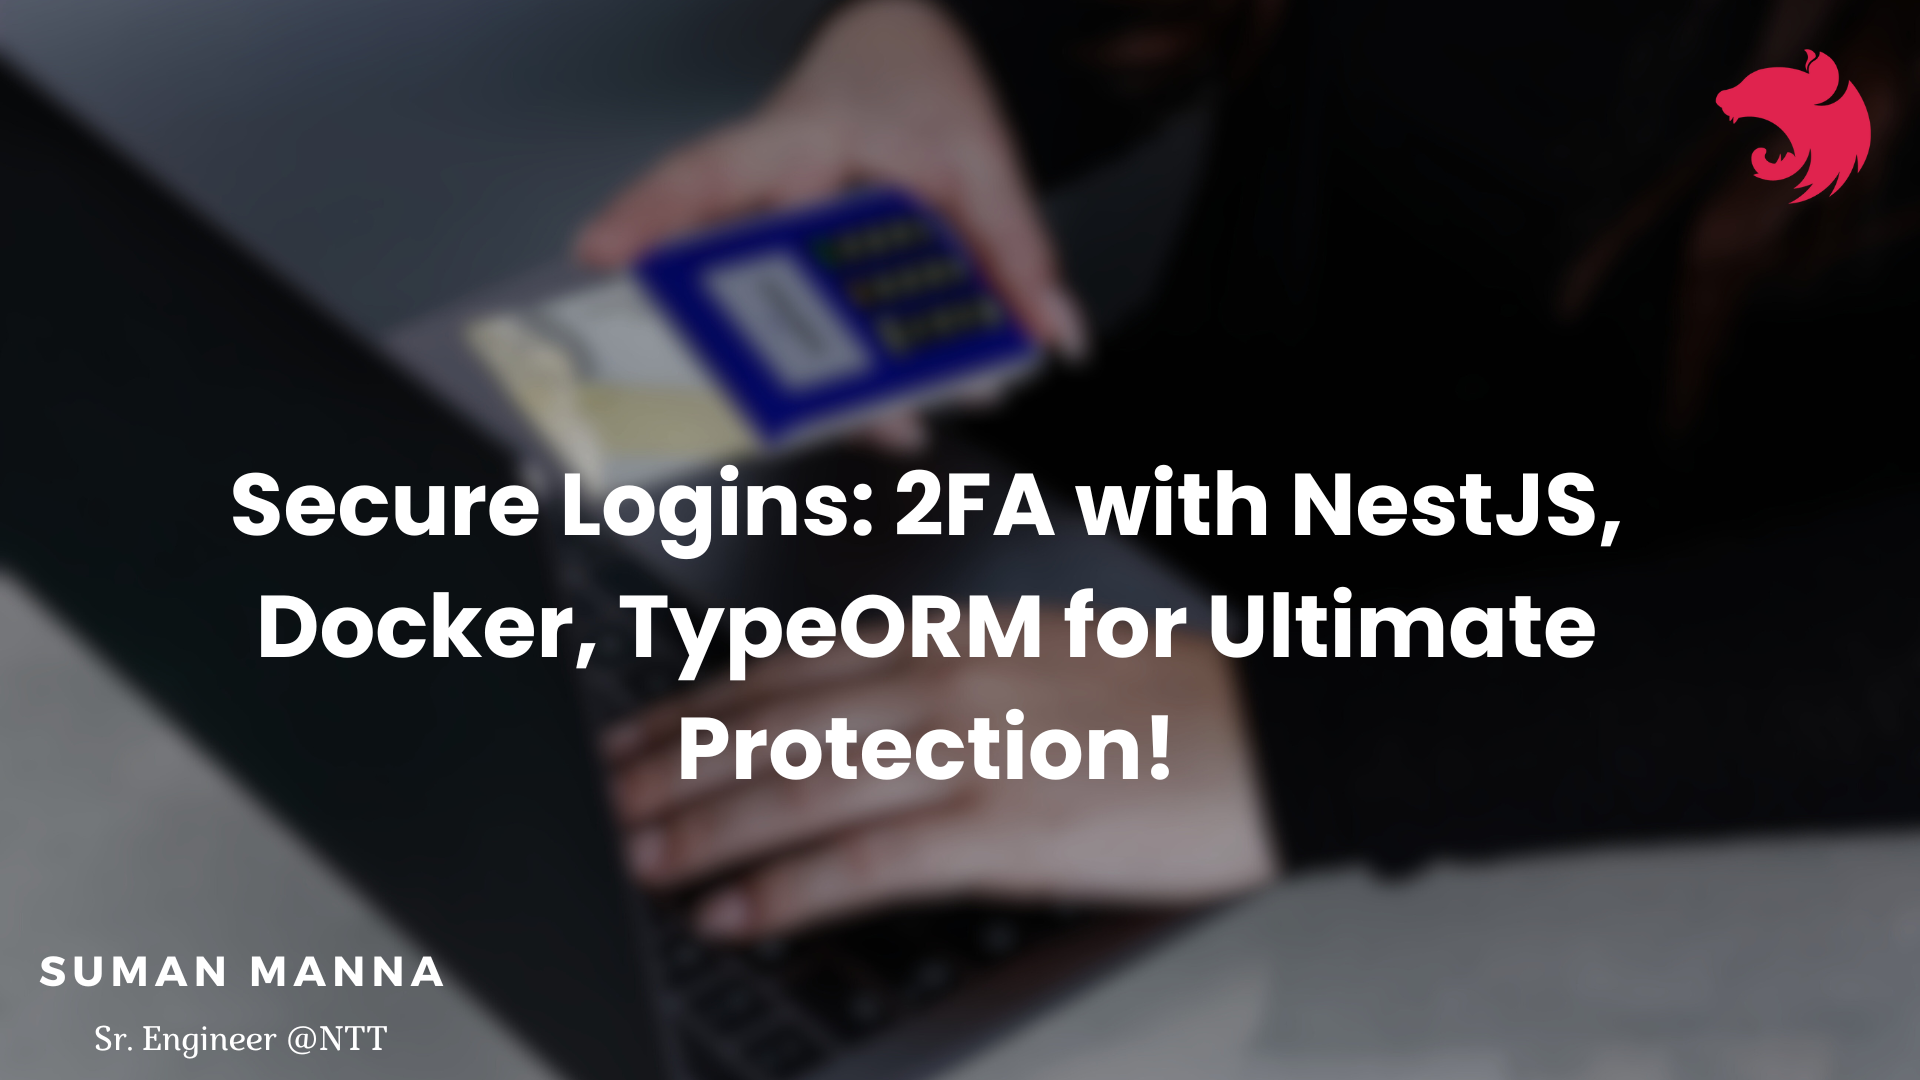 Secure Logins: 2FA with NestJS,
Docker, TypeORM for Ultimate
Protection!
SUMAN MANNA
Sr. Engineer @NTT